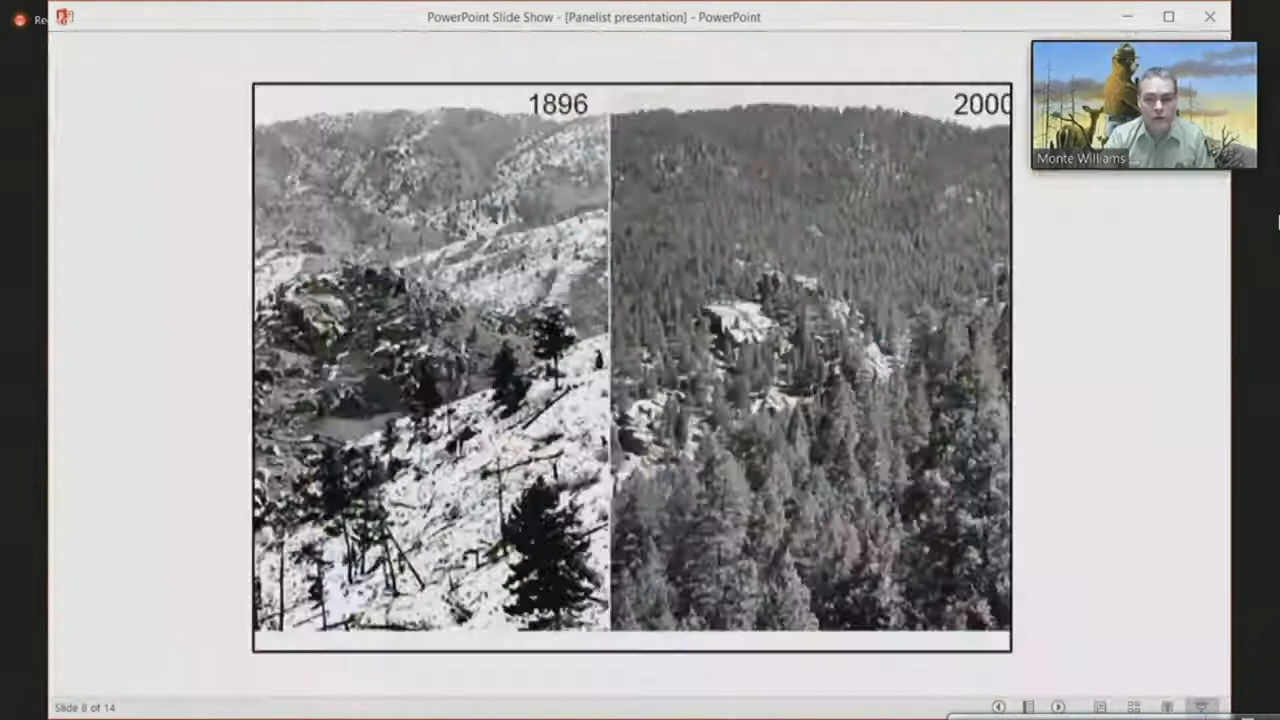 PowerPoint Slide Show - [Panelist presentation] - PowerPoint
1896
2000
Monte Williams
Slide 8 of 14